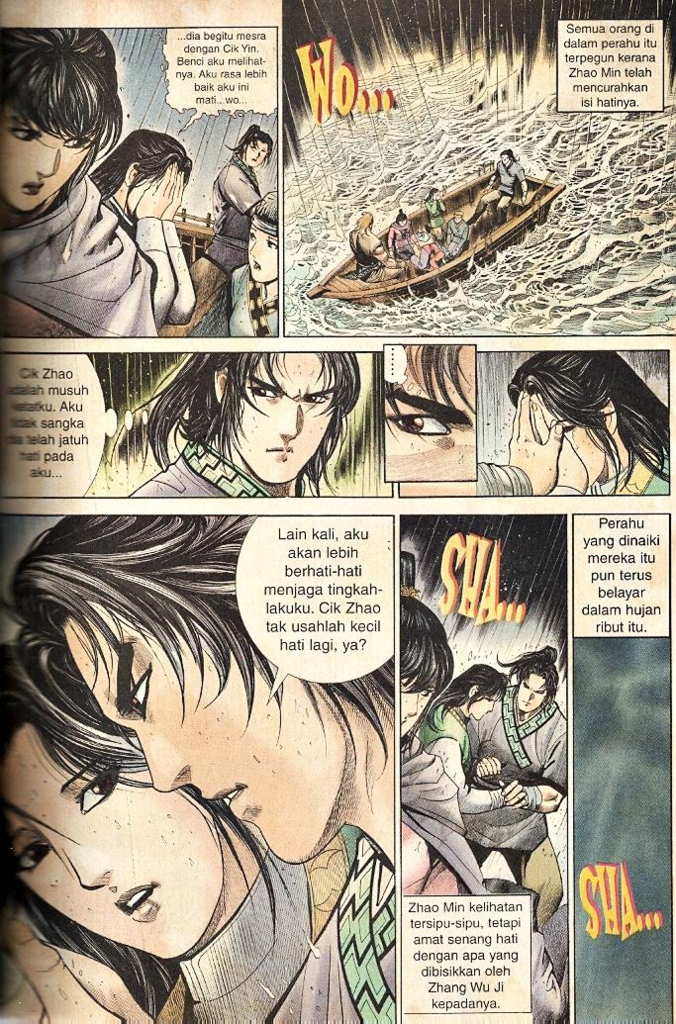 ...dia begitu mesra
dengan Cik Yin.
Benci aku melihat-
nya. Aku rasa lebih
baik aku ini
mati...wo...
Wo...
Semua orang di
dalam perahu itu
terpegun kerana
Zhao Min telah
mencurahkan
isi hatinya.
Cik Zhao
adalah musuh
ketatku. Aku
tidak sangka
dia telah jatuh
hati pada
aku...
......
Lain kali, aku
akan lebih
berhati-hati
menjaga tingkah-
lakuku. Cik Zhao
tak usahlah kecil
hati lagi, ya?
SHA...
Zhao Min kelihatan
tersipu-sipu, tetapi
amat senang hati
dengan apa yang
dibisikkan oleh
Zhang Wu Ji
kepadanya.
Perahu
yang dinaiki
mereka itu
pun terus
belayar
dalam hujan
ribut itu.
SHA...